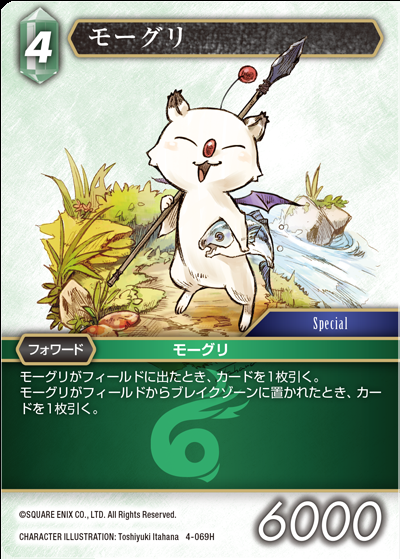 4
モーグリ
Special
フォワード
モーグリ
モーグリがフィールドに出たとき、カードを1枚引く。
モーグリがフィールドからブレイクゾーンに置かれたとき、カー
ドを1枚引く。
6
©SQUARE ENIX CO., LTD. All Rights Reserved.
CHARACTER ILLUSTRATION: Toshiyuki Itahana 4-069H
6000